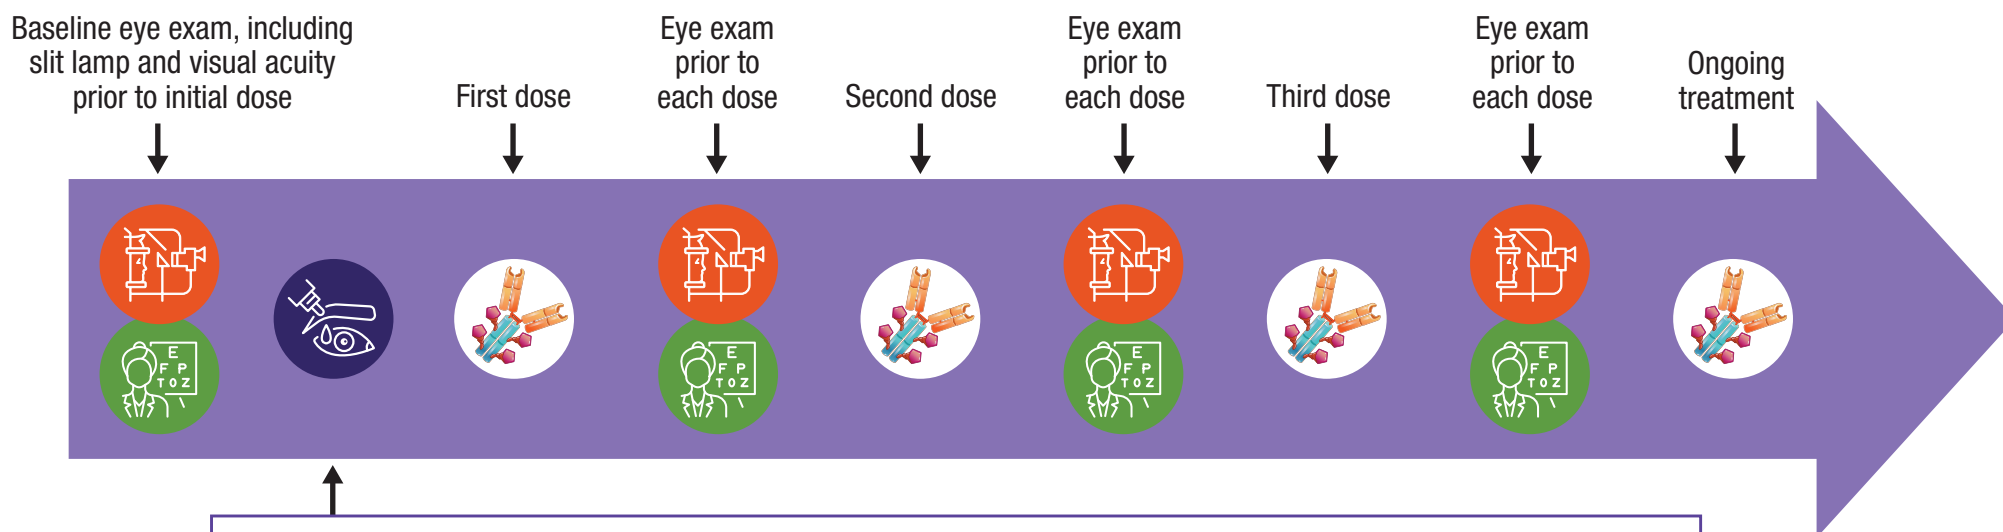 Baseline eye exam, including
slit lamp and visual acuity
prior to initial dose
First dose
Eye exam
prior to
each dose
Second dose
Eye exam
prior to
each dose
Third dose
Eye exam
prior to
each dose
Ongoing
treatment
E
F P
T O Z
E
F P
T O Z
E
F P
T O Z
E
F P
T O Z